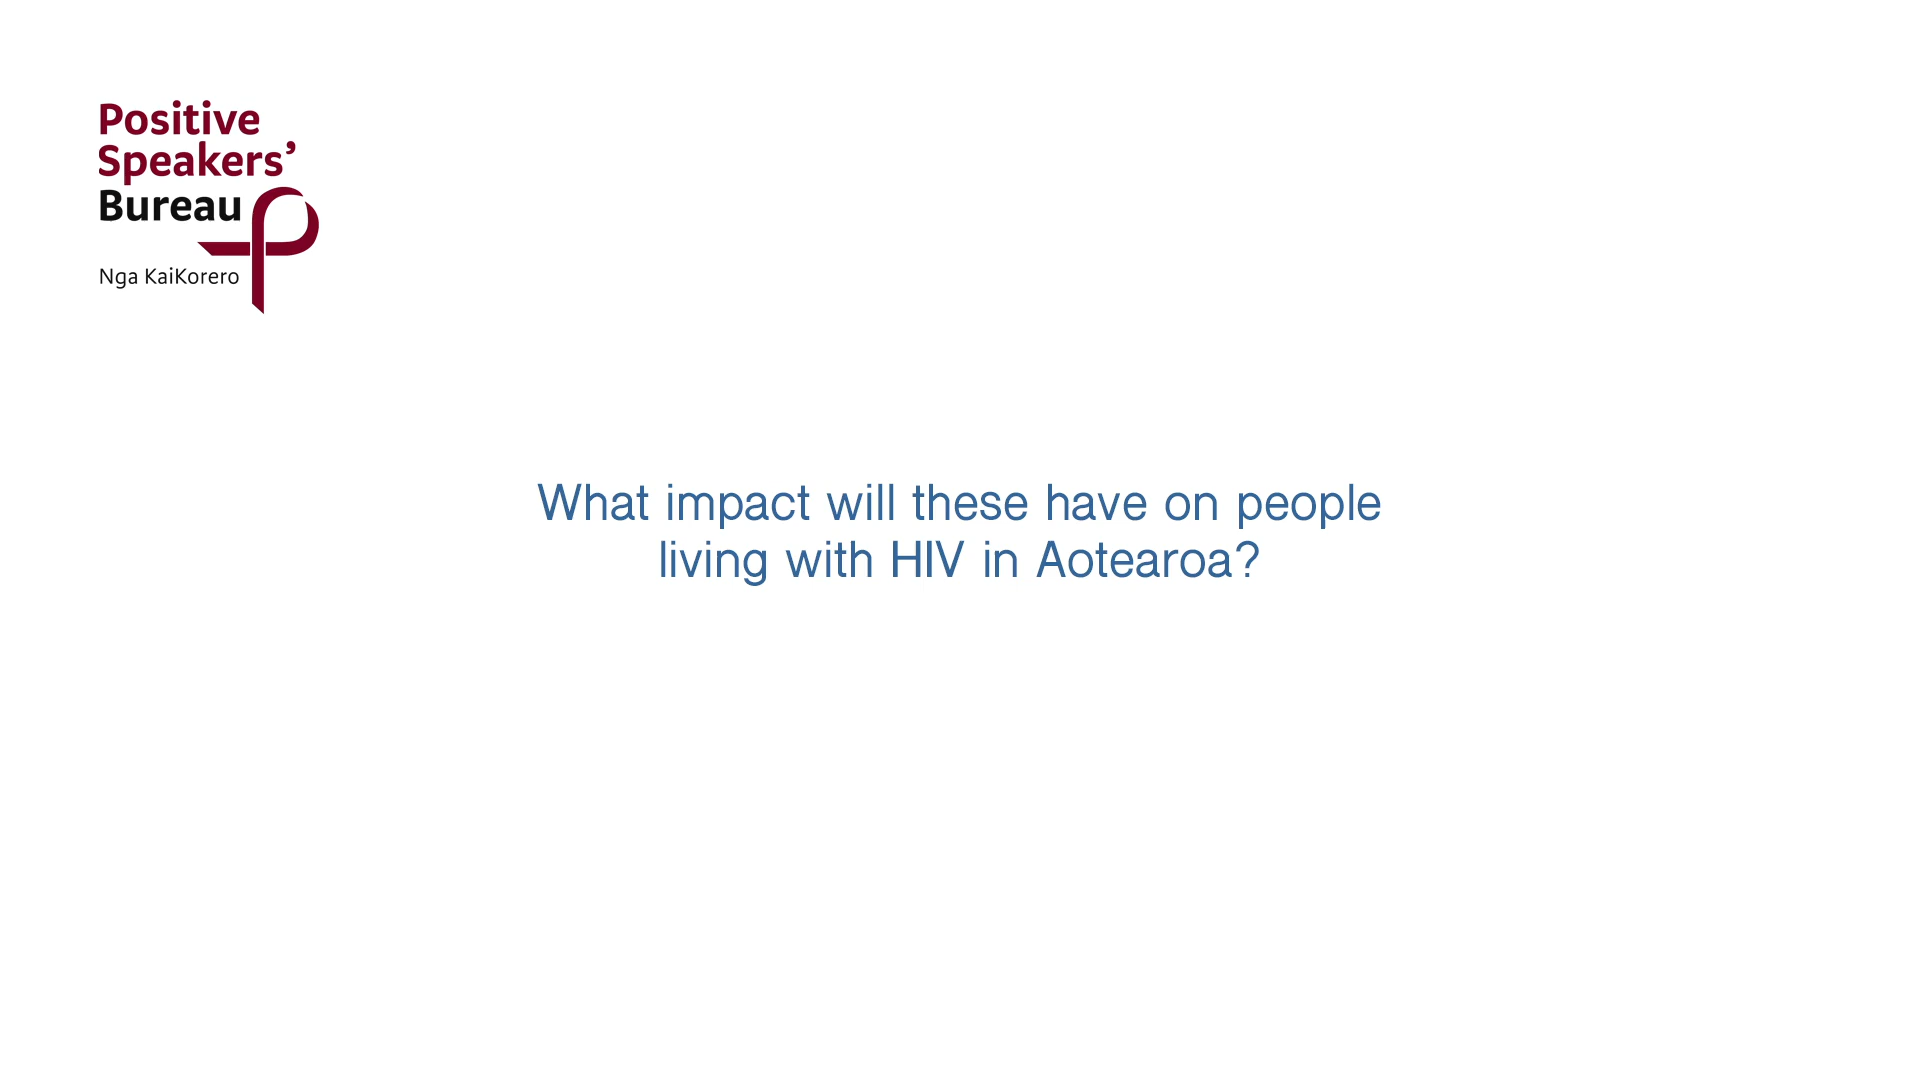 Positive
Speakers’
Bureau
Nga KaiKorero
What impact will these have on people
living with HIV in Aotearoa?